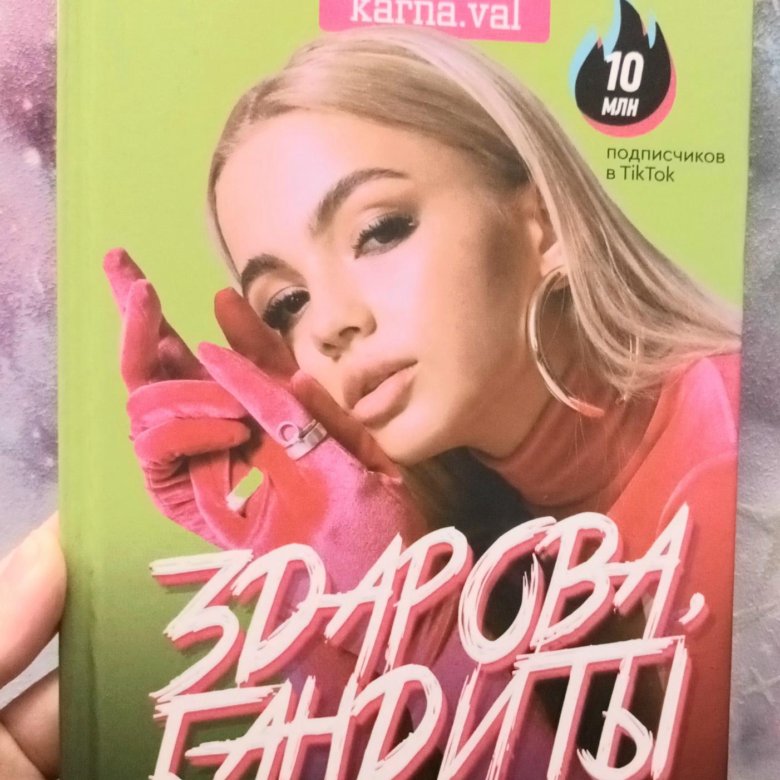 karna.val
10
МЛН
подписчиков
в TikTok
ЗДАРОВА,
БАНДИТЫ